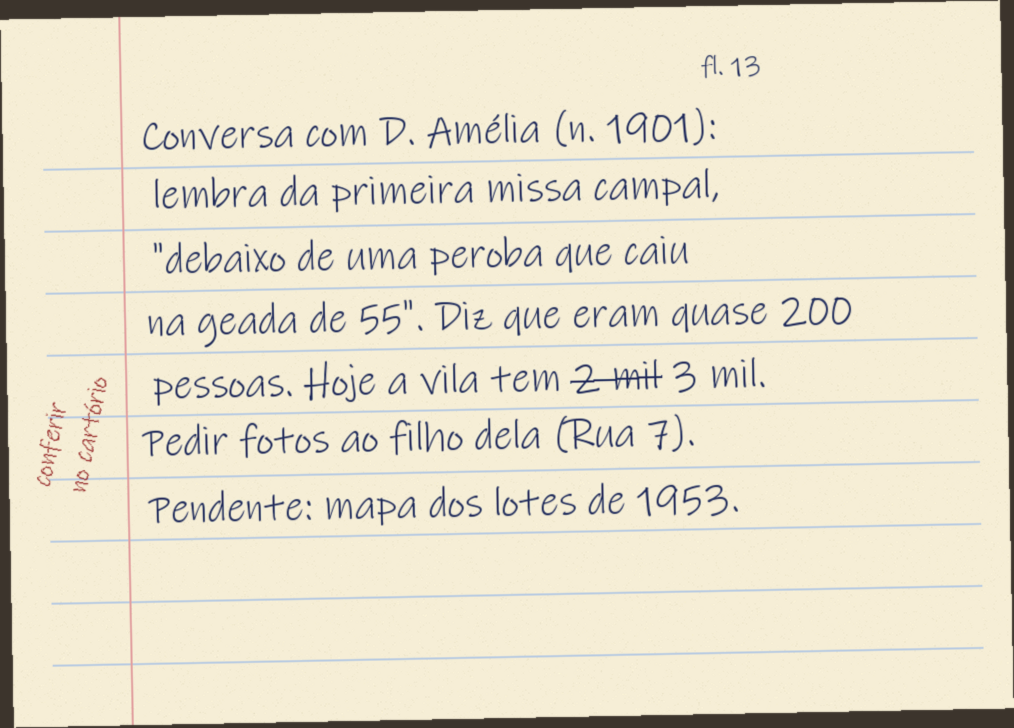 fl. 13
Conversa com D. Amélia (n. 1901):
lembra da primeira missa campal,
"debaixo de uma peroba que caiu
na geada de 55". Diz que eram quase 200
pessoas. Hoje a vila tem 2 mil 3 mil.
Pedir fotos ao filho dela (Rua 7).
Pendente: mapa dos lotes de 1953.
conferir
no cartório